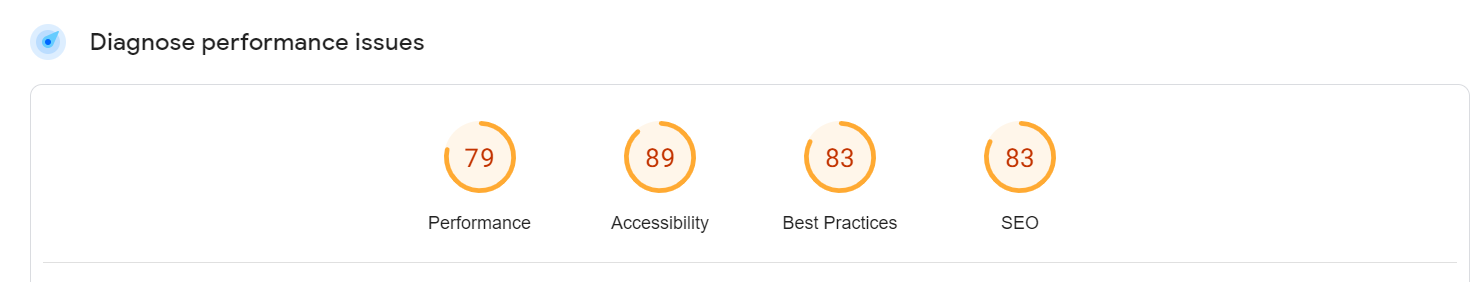 Diagnose performance issues
79 89 83 83
Performance Accessibility Best Practices SEO